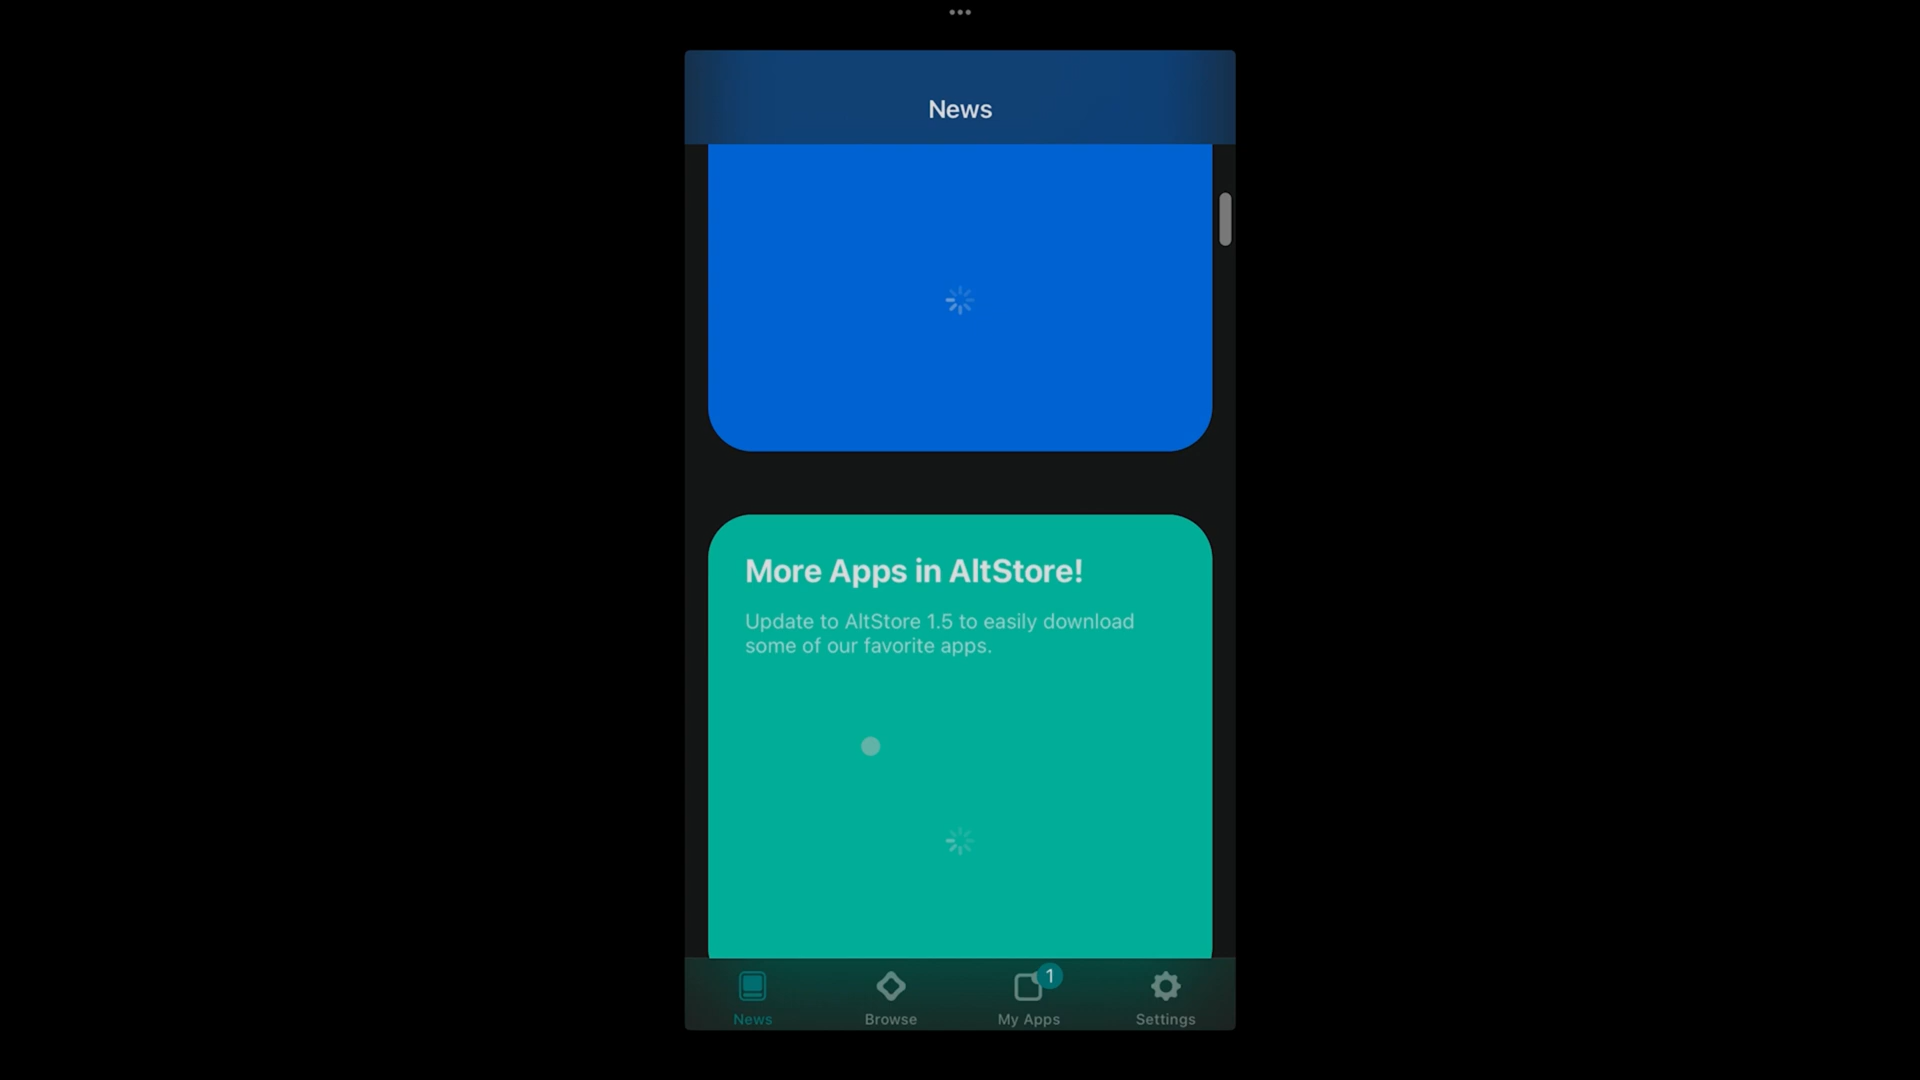 News
More Apps in AltStore!
Update to AltStore 1.5 to easily download
some of our favorite apps.
1
News
Browse
My Apps
Settings